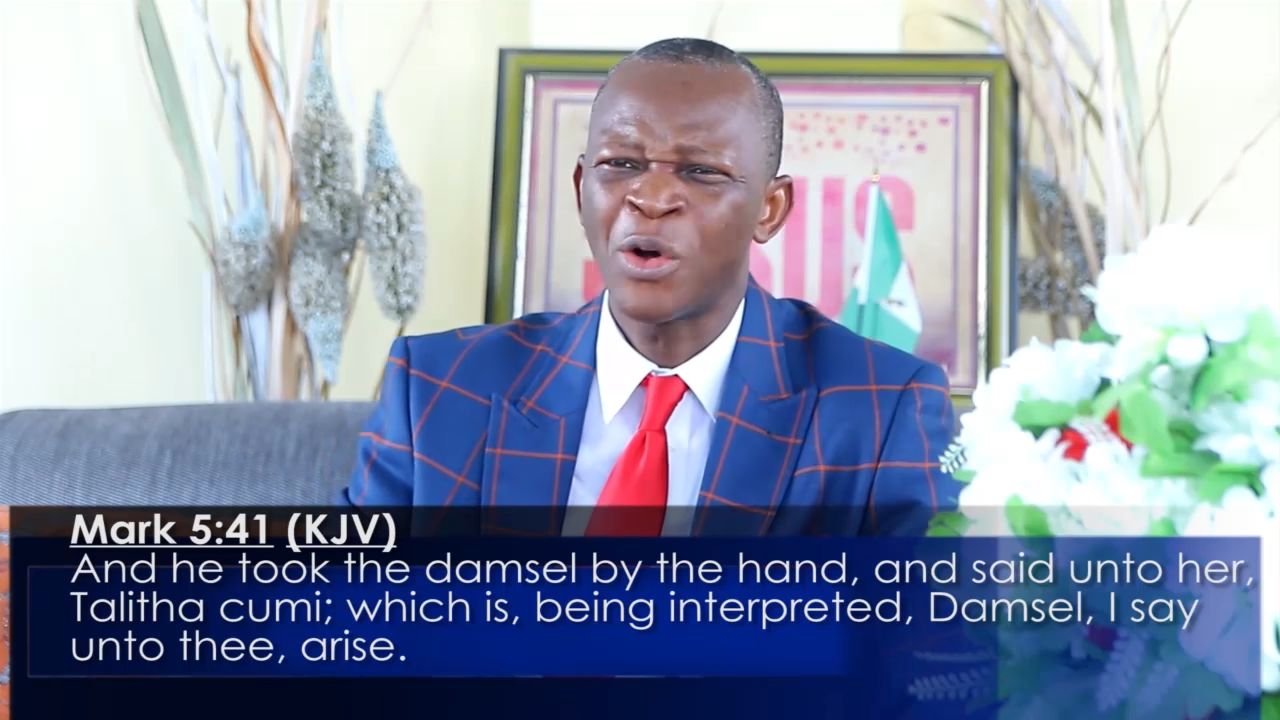 JESUS
Mark 5:41 (KJV)
And he took the damsel by the hand, and said unto her,
Talitha cumi; which is, being interpreted, Damsel, I say
unto thee, arise.